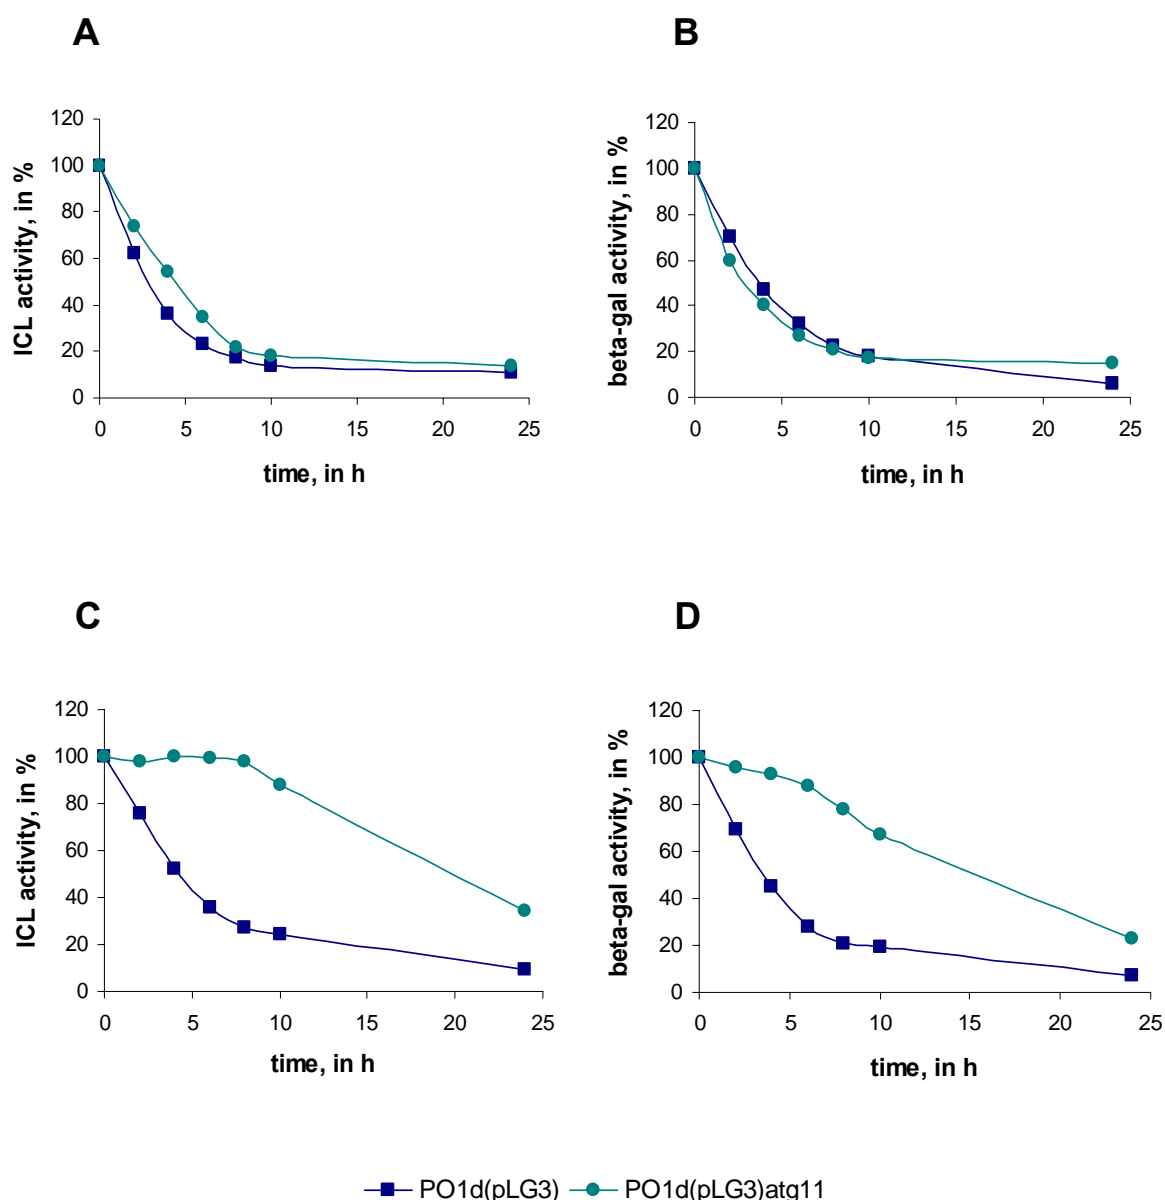 A
B
120
100
80
60
40
20
0
ICL activity, in %
0 5 10 15 20 25
time, in h
120
100
80
60
40
20
0
beta-gal activity, in %
0 5 10 15 20 25
time, in h
C
D
120
100
80
60
40
20
0
ICL activity, in %
0 5 10 15 20 25
time, in h
120
100
80
60
40
20
0
beta-gal activity, in %
0 5 10 15 20 25
time, in h
PO1d(pLG3) PO1d(pLG3)atg11